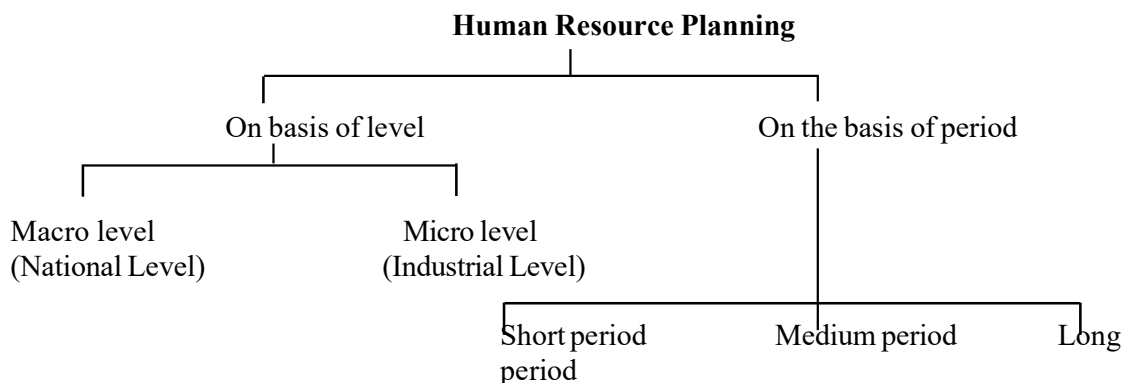 Human Resource Planning
On basis of level On the basis of period
Macro level Micro level
(National Level) (Industrial Level)
Short period Medium period Long
period